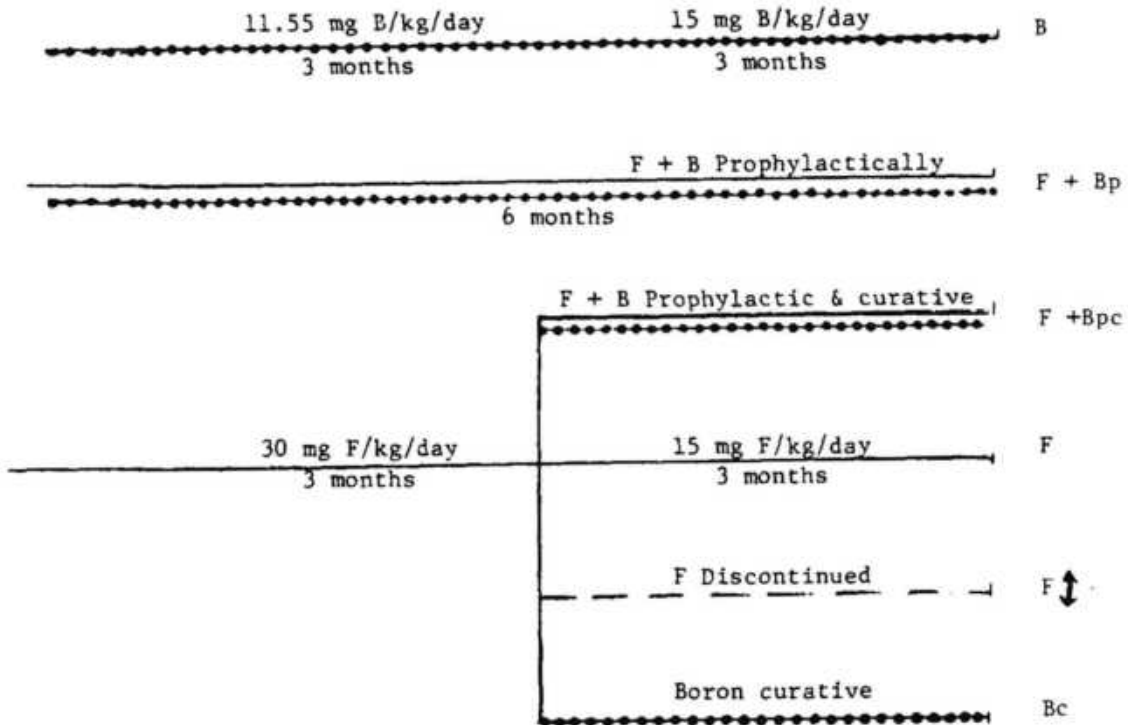 11.55 mg B/kg/day 15 mg B/kg/day B
3 months 3 months
F + B Prophylactically F + Bp
6 months
F + B Prophylactic & curative F +Bpc
30 mg F/kg/day 15 mg F/kg/day F
3 months 3 months
F Discontinued F↕
Boron curative Bc